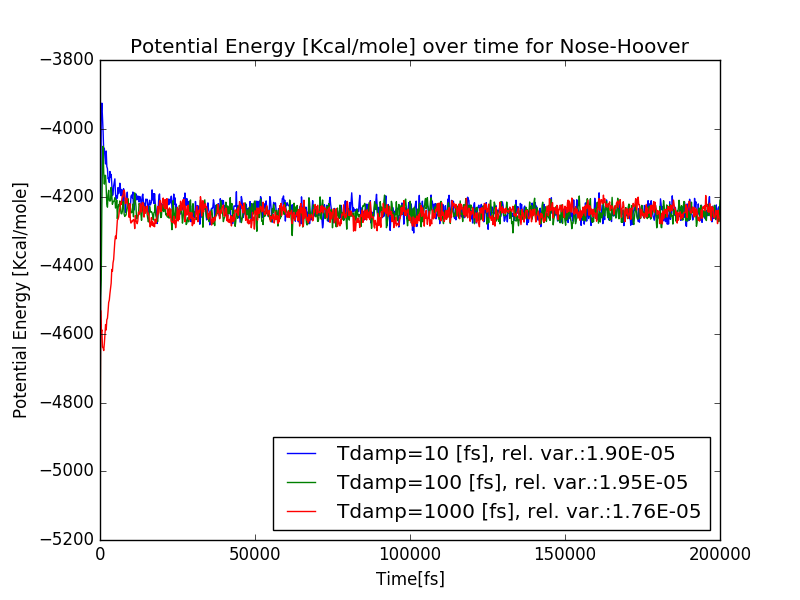 Potential Energy [Kcal/mole] over time for Nose-Hoover
−3800
−4000
−4200
−4400
−4600
−4800
−5000
−5200
Potential Energy [Kcal/mole]
Tdamp=10 [fs], rel. var.:1.90E-05
Tdamp=100 [fs], rel. var.:1.95E-05
Tdamp=1000 [fs], rel. var.:1.76E-05
0 50000 100000 150000 200000
Time[fs]